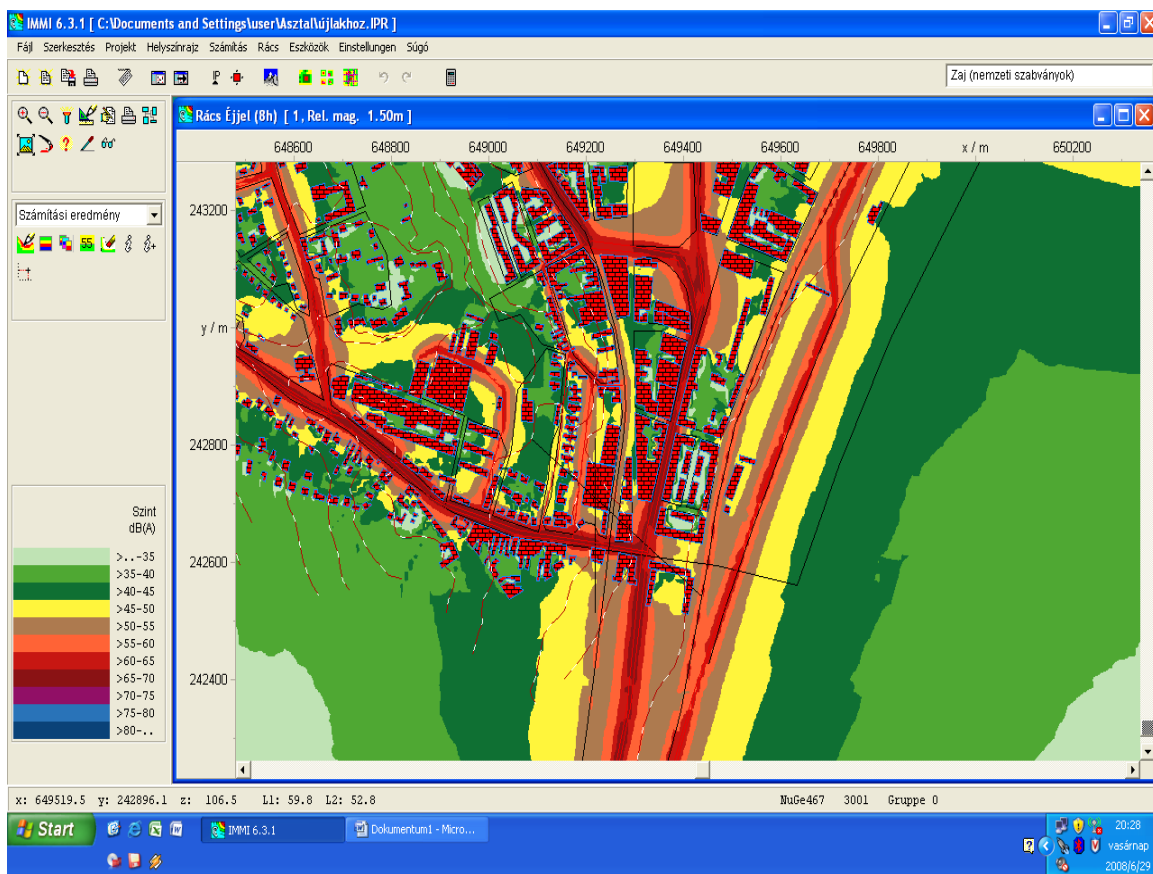 IMMI 6.3.1 [ C:\Documents and Settings\user\Asztal\újlakhoz.IPR ]
Fájl Szerkesztés Projekt Helyszínrajz Számítás Rács Eszközök Einstellungen Súgó
Zaj (nemzeti szabványok)
Rács Éjjel (8h) [ 1, Rel. mag. 1.50m ]
648600 648800 649000 649200 649400 649600 649800 x / m 650200
243200
y / m
242800
242600
242400
Számítási eredmény
55
Szint
dB(A)
>..-35
>35-40
>40-45
>45-50
>50-55
>55-60
>60-65
>65-70
>70-75
>75-80
>80-..
x: 649519.5 y: 242896.1 z: 106.5 L1: 59.8 L2: 52.8 NuGe467 3001 Gruppe 0
Start IMMI 6.3.1 Dokumentum1 - Micro... 20:28
vasárnap
2008/6/29